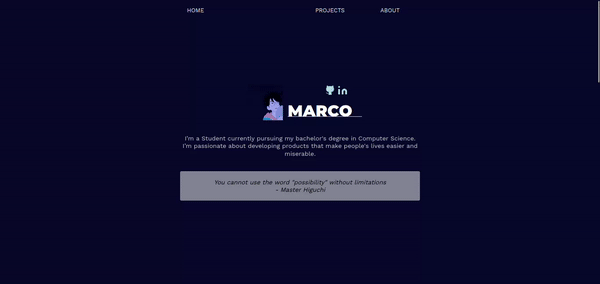 HOME PROJECTS ABOUT
MARCO
I'm a Student currently pursuing my bachelor's degree in Computer Science.
I'm passionate about developing products that make people's lives easier and
miserable.
You cannot use the word "possibility" without limitations
- Master Higuchi